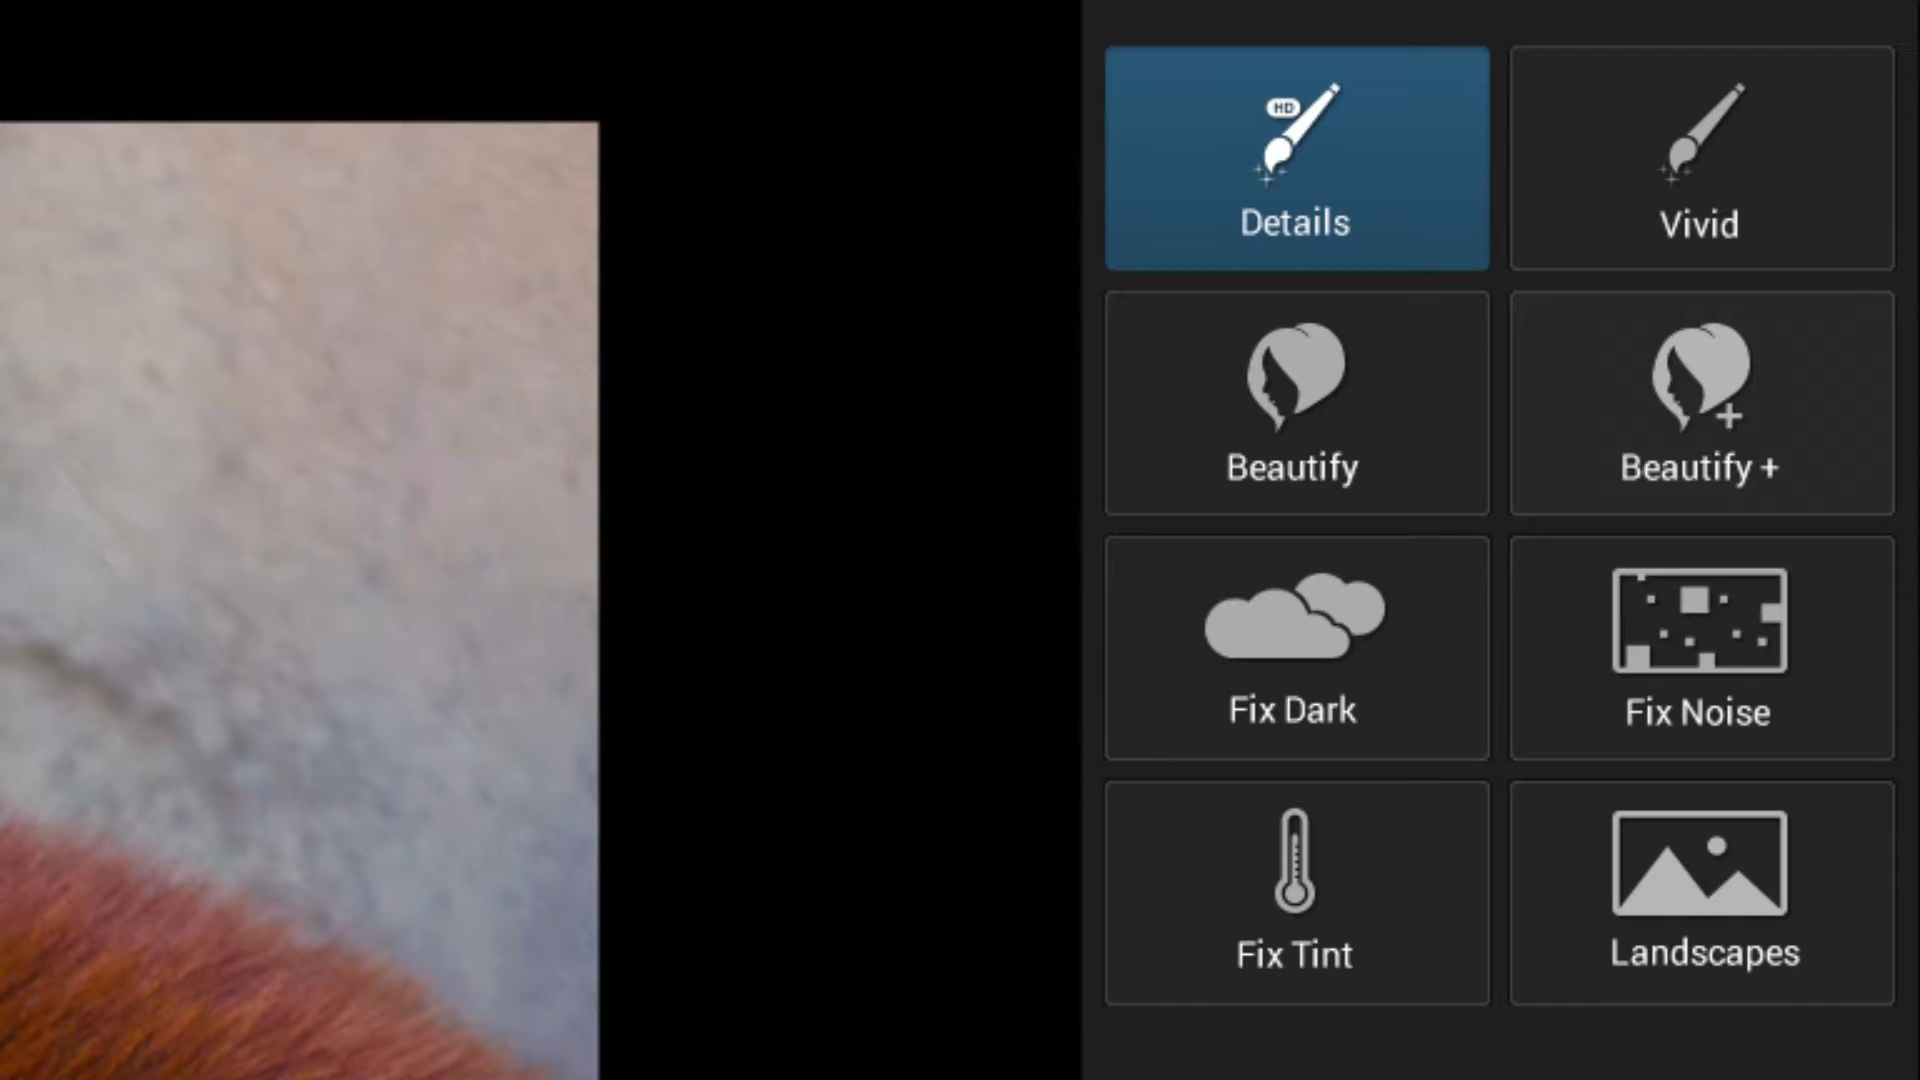 HD
Details
Vivid
Beautify
Beautify +
Fix Dark
Fix Noise
Fix Tint
Landscapes